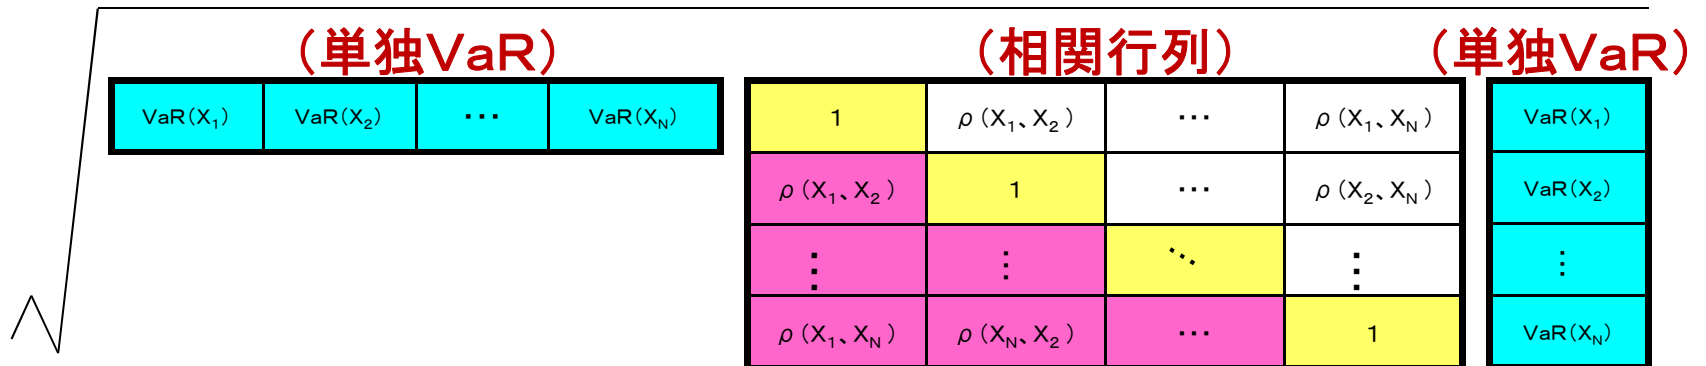 （単独VaR） （相関行列） （単独VaR）
VaR(X1) VaR(X2) ・・・ VaR(XN) 1 ρ（X1、X2） ・・・ ρ（X1、XN） VaR(X1)
ρ（X1、X2） 1 ・・・ ρ（X2、XN） VaR(X2)
⋮ ⋮ ⋱ ⋮ ⋮
ρ（X1、XN） ρ（XN、X2） ・・・ 1 VaR(XN)